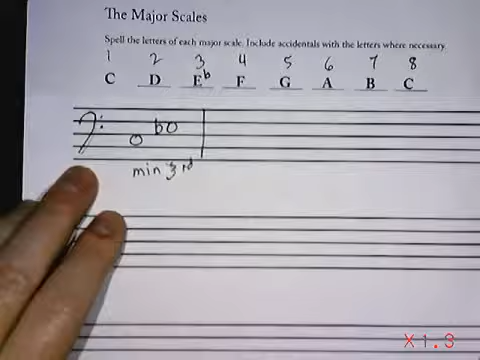 The Major Scales
Spell the letters of each major scale. Include accidentals with the letters where necessary.
1 2 3 4 5 6 7 8
C D E♭ F G A B C
min 3rd
X1.3